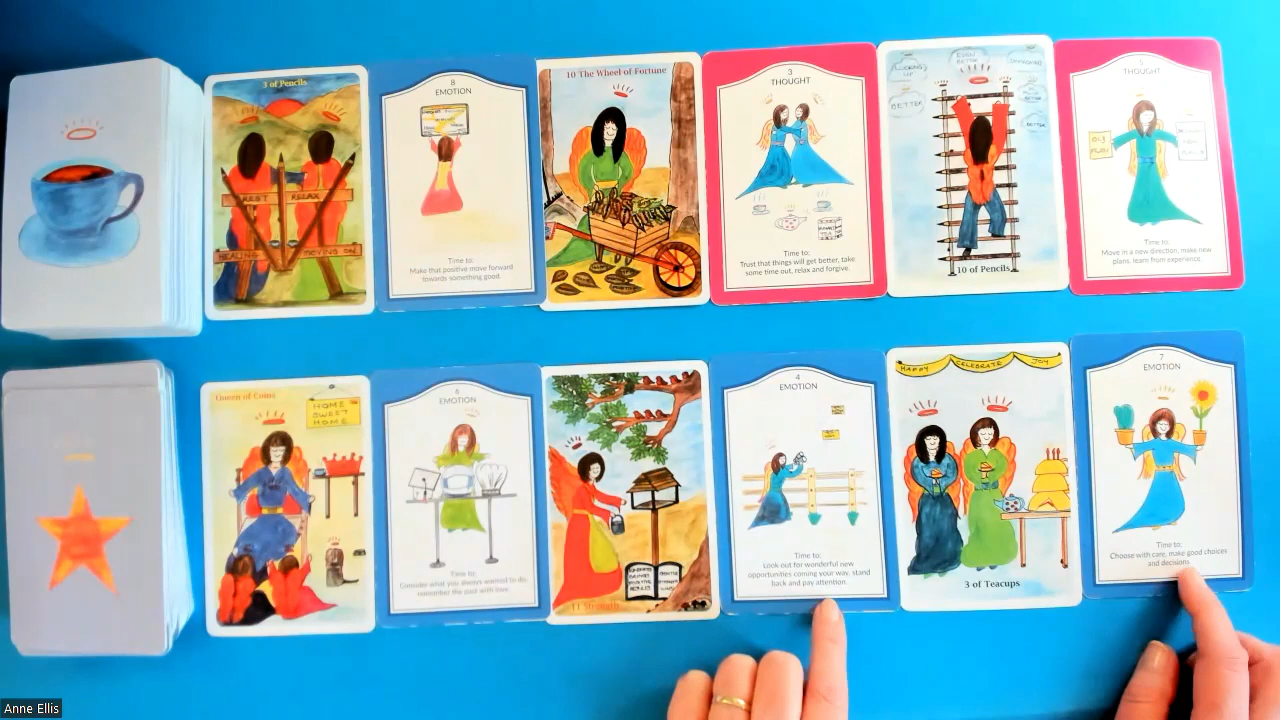 3 of Pencils
REST RELAX
HEALING MOVING ON
8
EMOTION
Time to:
Make that positive move forward
towards something good.
10 The Wheel of Fortune
3
THOUGHT
Time to:
Trust that things will get better, take
some time out, relax and forgive.
LOOKING
UP
EVEN
BETTER
BETTER
BETTER
BETTER
10 of Pencils
5
THOUGHT
OLD
PLAN
Time to:
Move in a new direction, make new
plans, learn from experience.
Queen of Coins
HOME
SWEET
HOME
6
EMOTION
Time to:
Consider what you always wanted to do,
remember the past with love.
11 Strength
4
EMOTION
Time to:
Look out for wonderful new
opportunities coming your way, stand
back and pay attention.
HAPPY CELEBRATE JOY
3 of Teacups
7
EMOTION
Time to:
Choose with care, make good choices
and decisions.
Anne Ellis